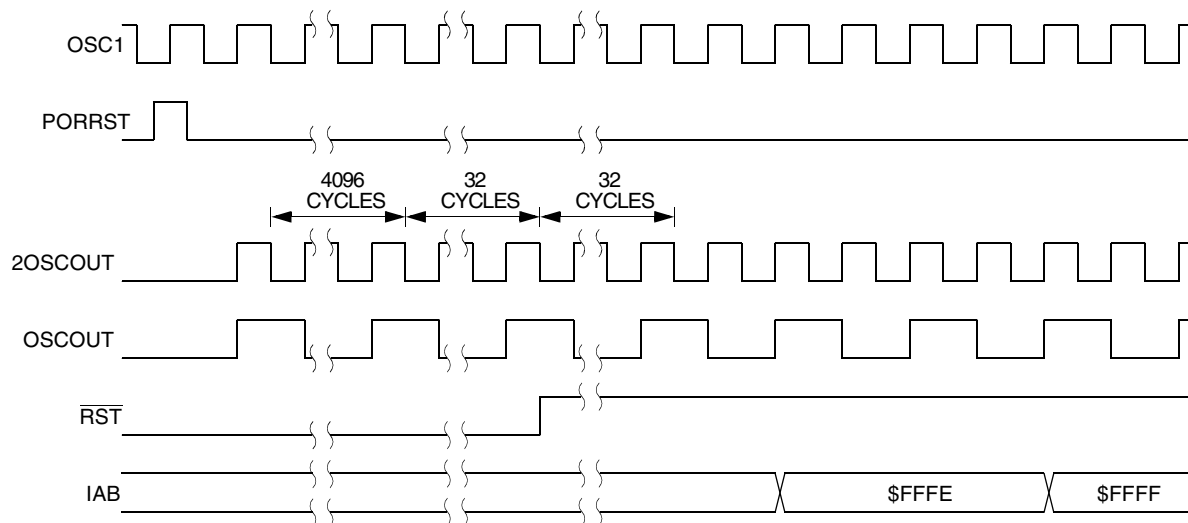 OSC1
PORRST
4096
CYCLES
32
CYCLES
32
CYCLES
2OSCOUT
OSCOUT
RST
IAB
$FFFE
$FFFF